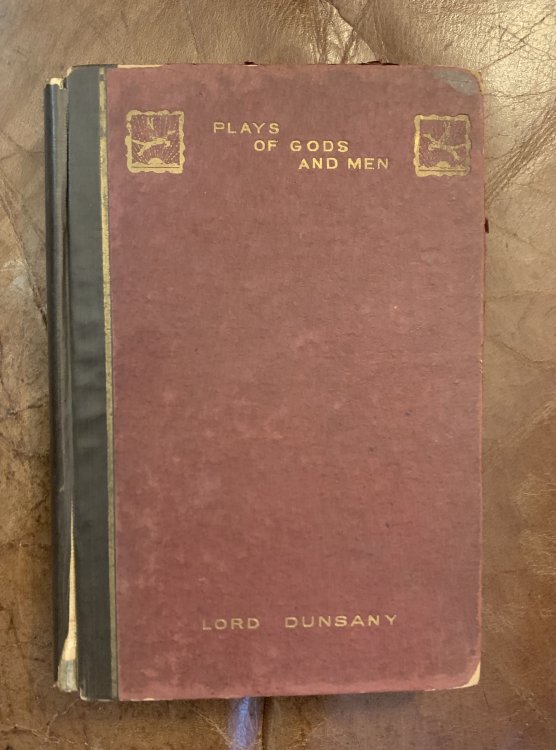 PLAYS
OF GODS
AND MEN
LORD DUNSANY